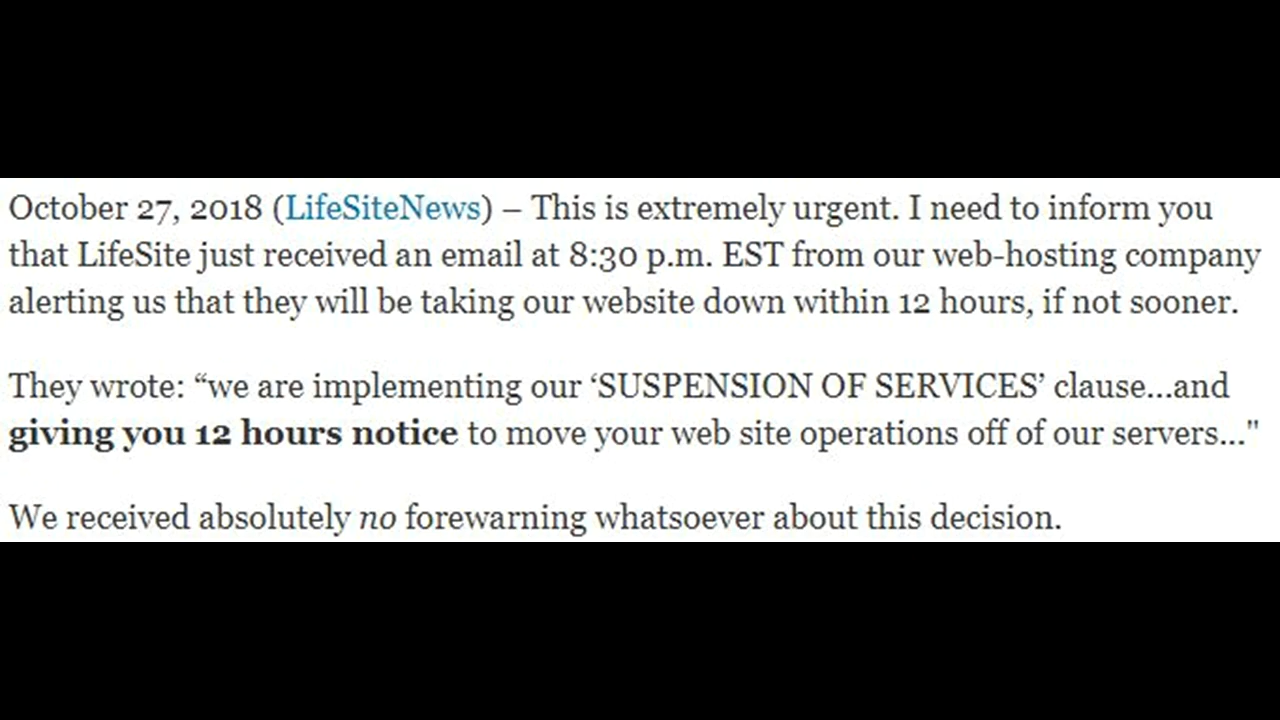 October 27, 2018 (LifeSiteNews) – This is extremely urgent. I need to inform you
that LifeSite just received an email at 8:30 p.m. EST from our web-hosting company
alerting us that they will be taking our website down within 12 hours, if not sooner.
They wrote: “we are implementing our ‘SUSPENSION OF SERVICES’ clause...and
giving you 12 hours notice to move your web site operations off of our servers..."
We received absolutely no forewarning whatsoever about this decision.